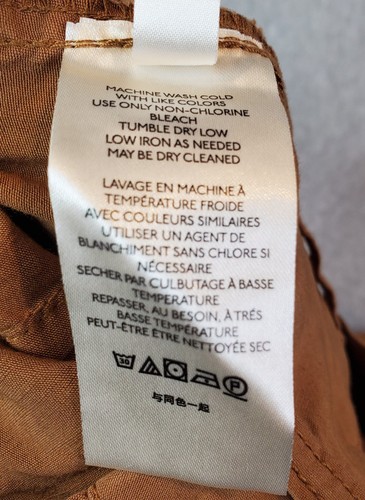 MACHINE WASH COLD
WITH LIKE COLORS
USE ONLY NON-CHLORINE
BLEACH
TUMBLE DRY LOW
LOW IRON AS NEEDED
MAY BE DRY CLEANED
LAVAGE EN MACHINE À
TEMPÉRATURE FROIDE
AVEC COULEURS SIMILAIRES
UTILISER UN AGENT DE
BLANCHIMENT SANS CHLORE SI
NÉCESSAIRE
SECHER PAR CULBUTAGE À BASSE
TEMPERATURE
REPASSER, AU BESOIN, À TRÉS
BASSE TEMPÉRATURE
PEUT-ÊTRE ÊTRE NETTOYÉE SEC
30 P
与同色一起